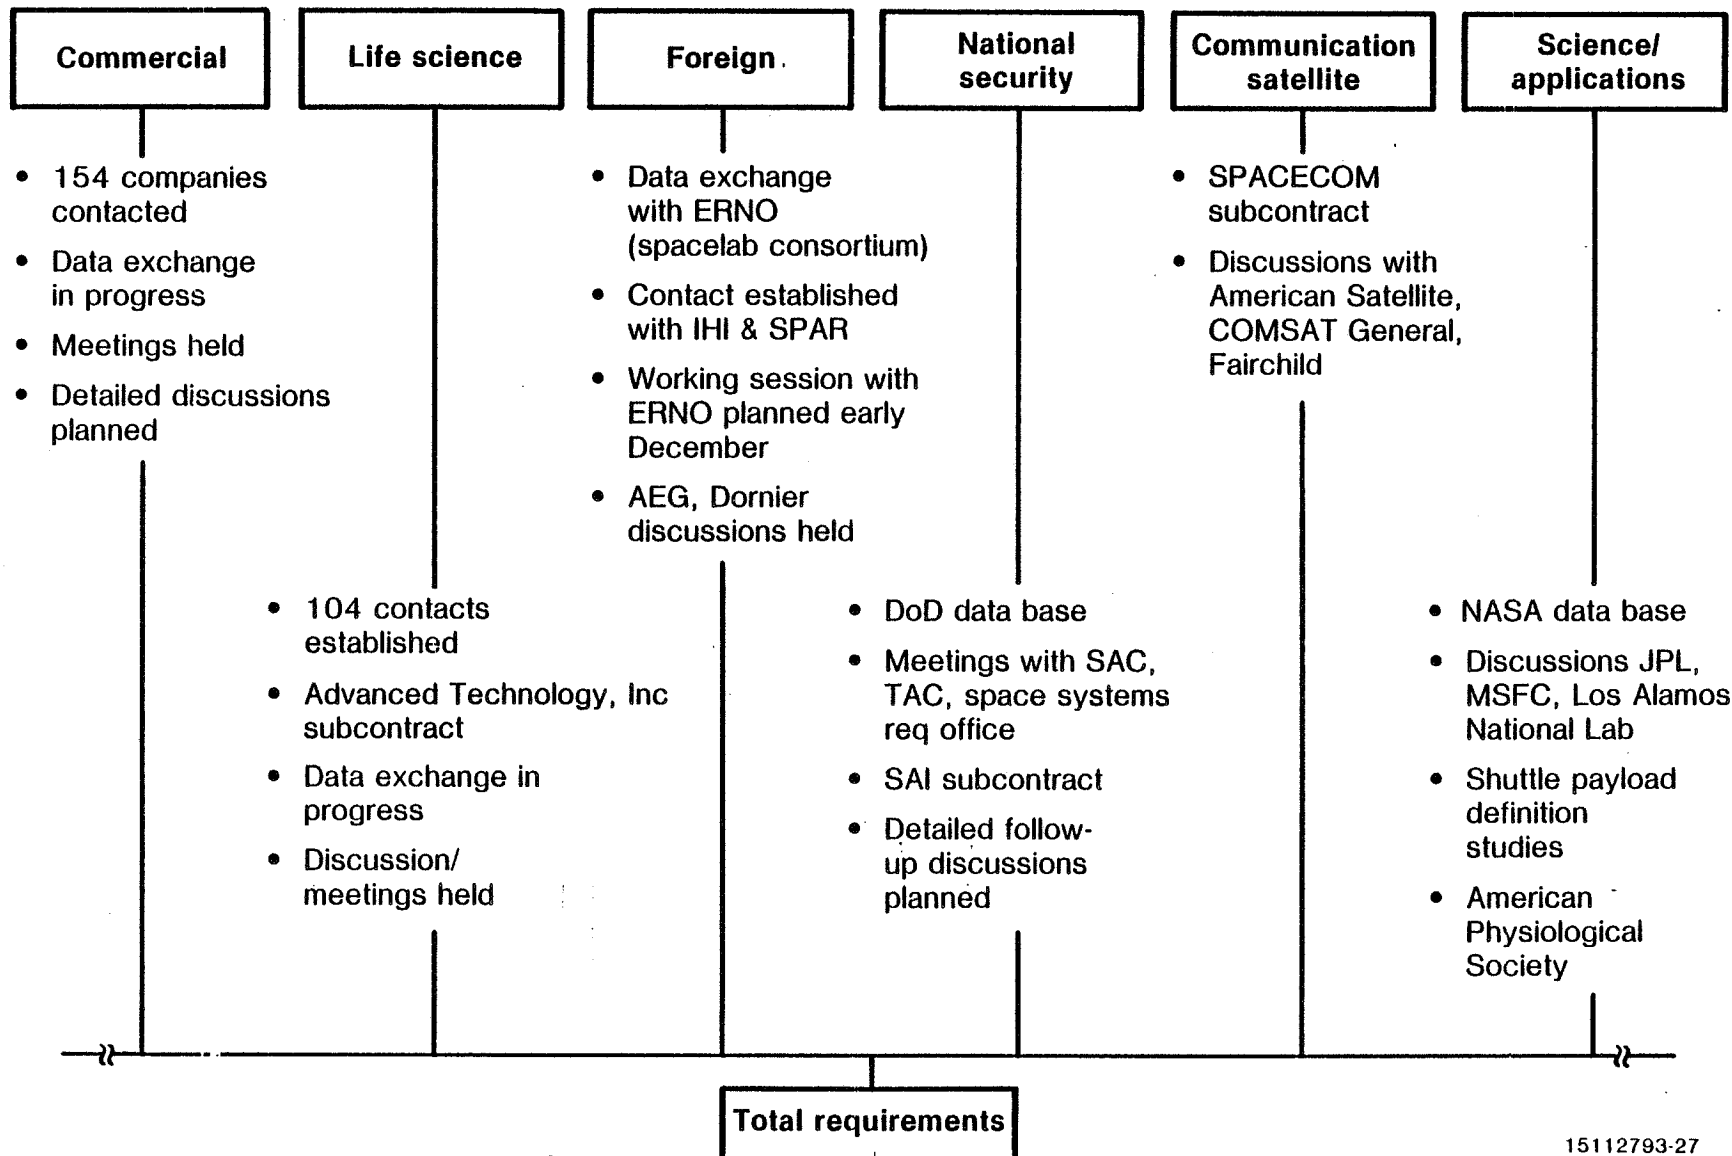 Commercial
Life science
Foreign
National
security
Communication
satellite
Science/
applications
• 154 companies
contacted
• Data exchange
in progress
• Meetings held
• Detailed discussions
planned
• 104 contacts
established
• Advanced Technology, Inc
subcontract
• Data exchange in
progress
• Discussion/
meetings held
• Data exchange
with ERNO
(spacelab consortium)
• Contact established
with IHI & SPAR
• Working session with
ERNO planned early
December
• AEG, Dornier
discussions held
• DoD data base
• Meetings with SAC,
TAC, space systems
req office
• SAI subcontract
• Detailed follow-
up discussions
planned
• SPACECOM
subcontract
• Discussions with
American Satellite,
COMSAT General,
Fairchild
• NASA data base
• Discussions JPL,
MSFC, Los Alamos
National Lab
• Shuttle payload
definition
studies
• American
Physiological
Society
Total requirements
15112793-27